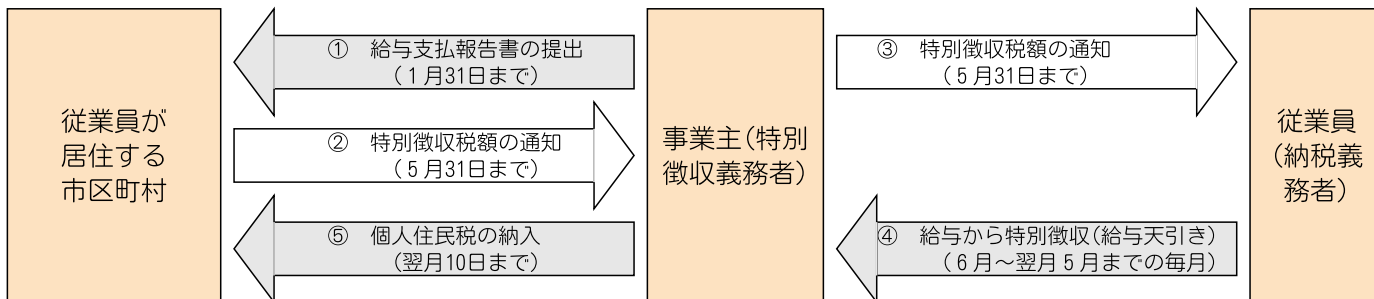 従業員が
居住する
市区町村
① 給与支払報告書の提出
(1月31日まで)
② 特別徴収税額の通知
(5月31日まで)
⑤ 個人住民税の納入
(翌月10日まで)
事業主(特別
徴収義務者)
③ 特別徴収税額の通知
(5月31日まで)
④ 給与から特別徴収(給与天引き)
(6月～翌月5月までの毎月)
従業員
(納税義
務者)